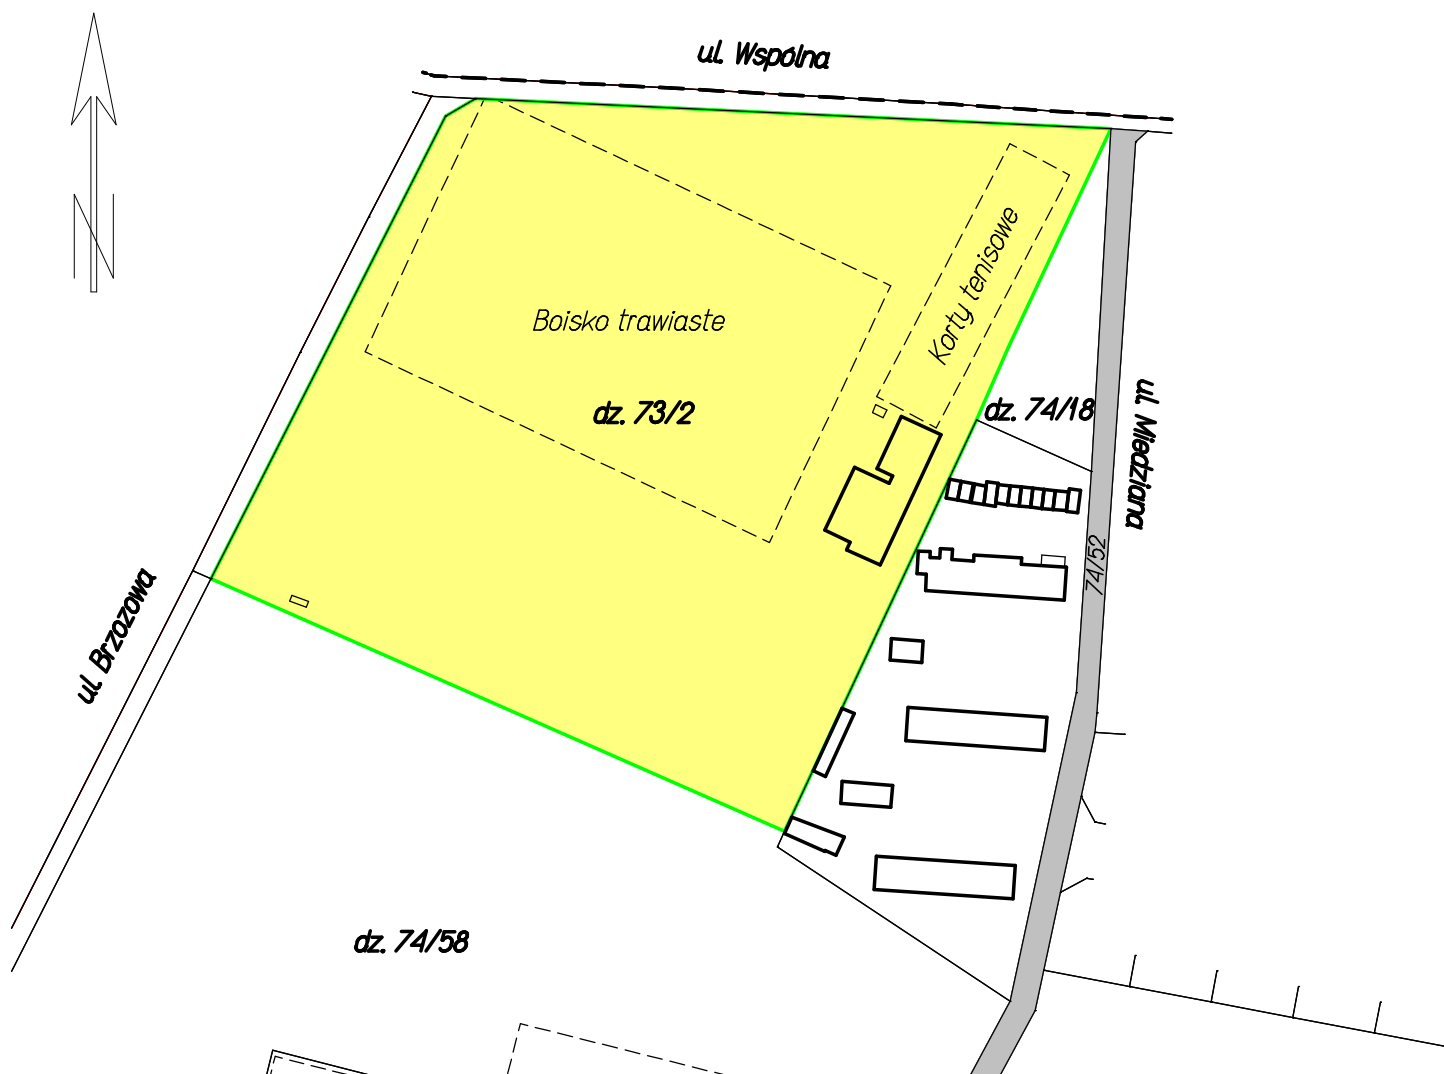 ul. Wspólna
Korty tenisowe
Boisko trawiaste
dz. 73/2
dz. 74/18
ul. Miedziana
74/52
ul. Brzozowa
dz. 74/58
N